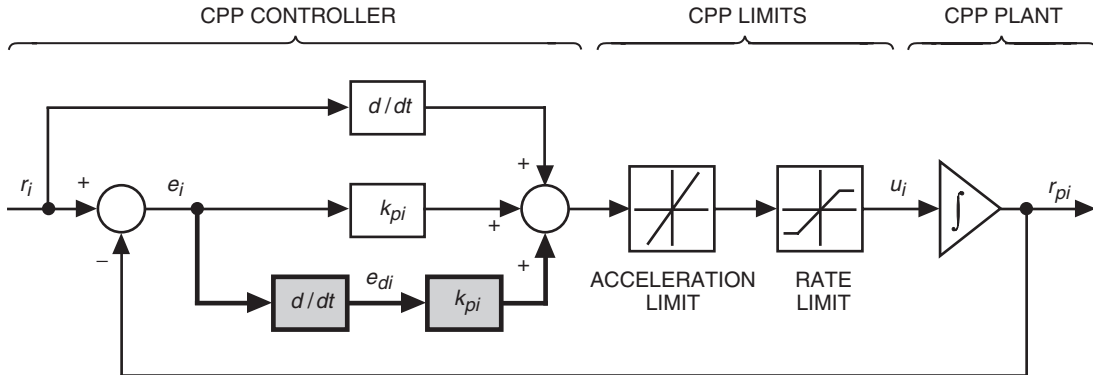 CPP CONTROLLER
CPP LIMITS
CPP PLANT
d/dt
+
r_i
+
e_i
k_pi
+
u_i
∫
r_pi
−
+
d/dt
e_di
k_pi
ACCELERATION
LIMIT
RATE
LIMIT